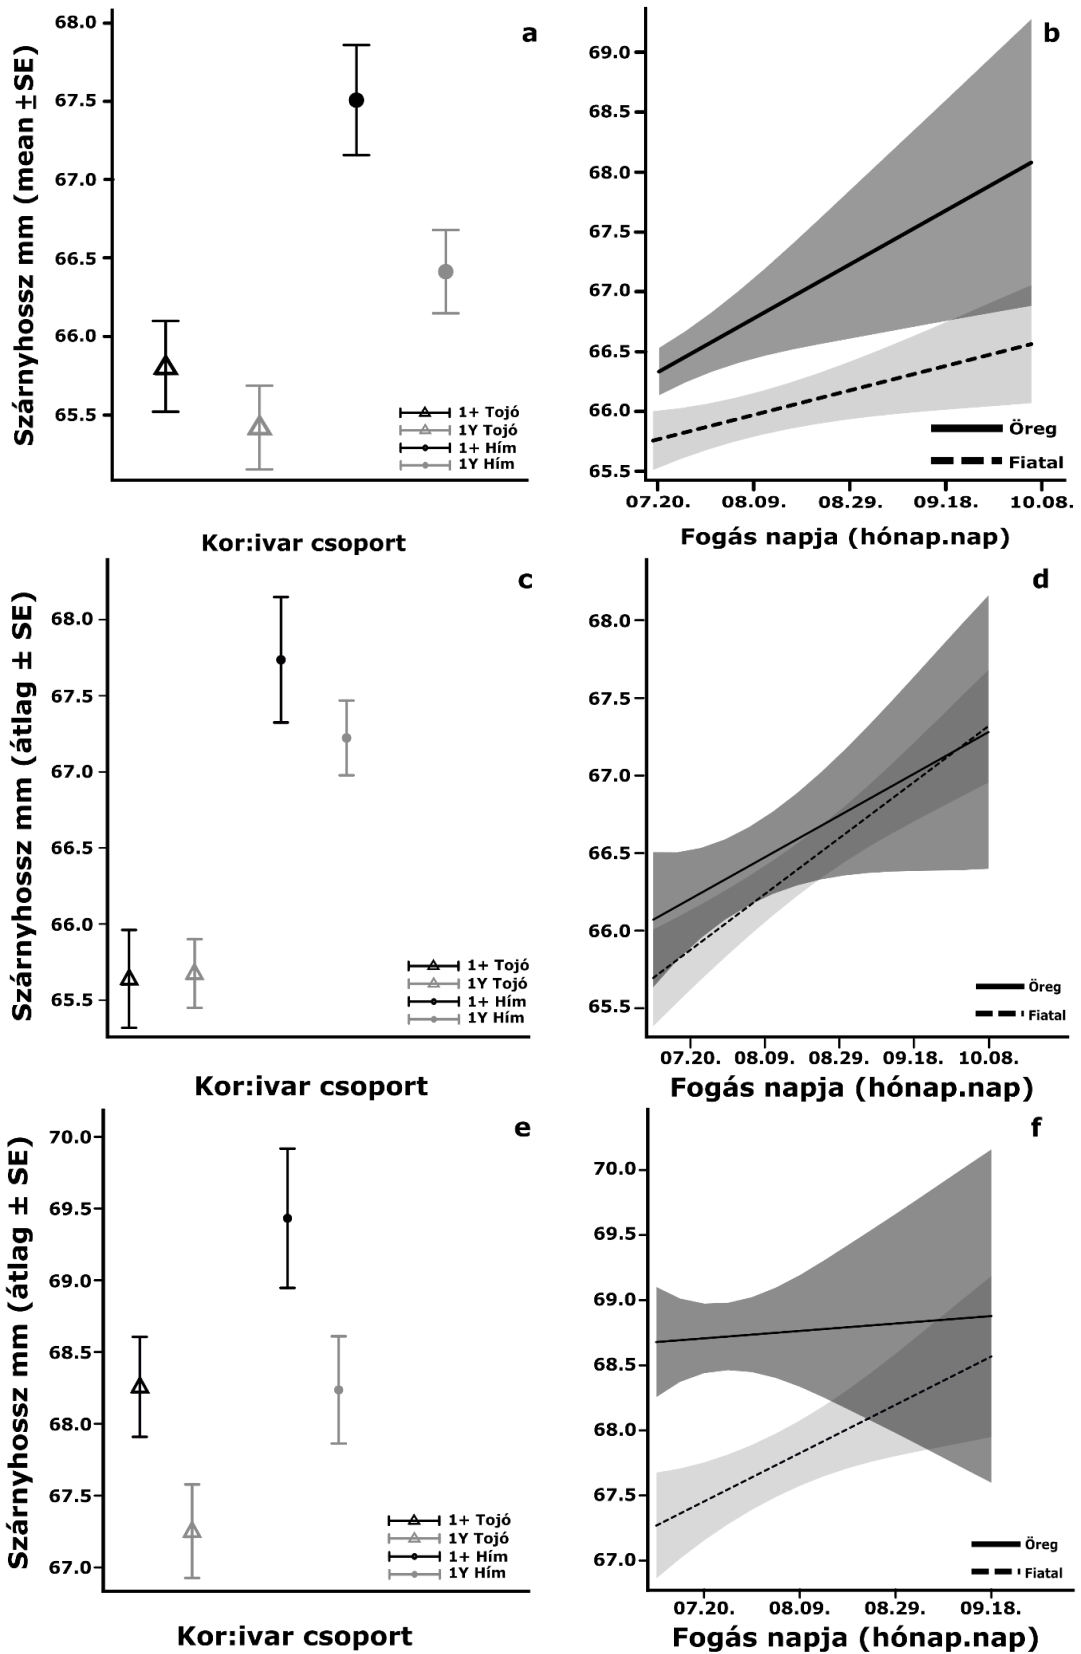 a
Szárnyhossz mm (mean ±SE)
68.0
67.5
67.0
66.5
66.0
65.5
1+ Tojó
1Y Tojó
1+ Hím
1Y Hím
Kor:ivar csoport
b
69.0
68.5
68.0
67.5
67.0
66.5
66.0
65.5
Öreg
Fiatal
07.20. 08.09. 08.29. 09.18. 10.08.
Fogás napja (hónap.nap)
c
Szárnyhossz mm (átlag ± SE)
68.0
67.5
67.0
66.5
66.0
65.5
1+ Tojó
1Y Tojó
1+ Hím
1Y Hím
Kor:ivar csoport
d
68.0
67.5
67.0
66.5
66.0
65.5
Öreg
Fiatal
07.20. 08.09. 08.29. 09.18. 10.08.
Fogás napja (hónap.nap)
e
Szárnyhossz mm (átlag ± SE)
70.0
69.5
69.0
68.5
68.0
67.5
67.0
1+ Tojó
1Y Tojó
1+ Hím
1Y Hím
Kor:ivar csoport
f
70.0
69.5
69.0
68.5
68.0
67.5
67.0
Öreg
Fiatal
07.20. 08.09. 08.29. 09.18.
Fogás napja (hónap.nap)